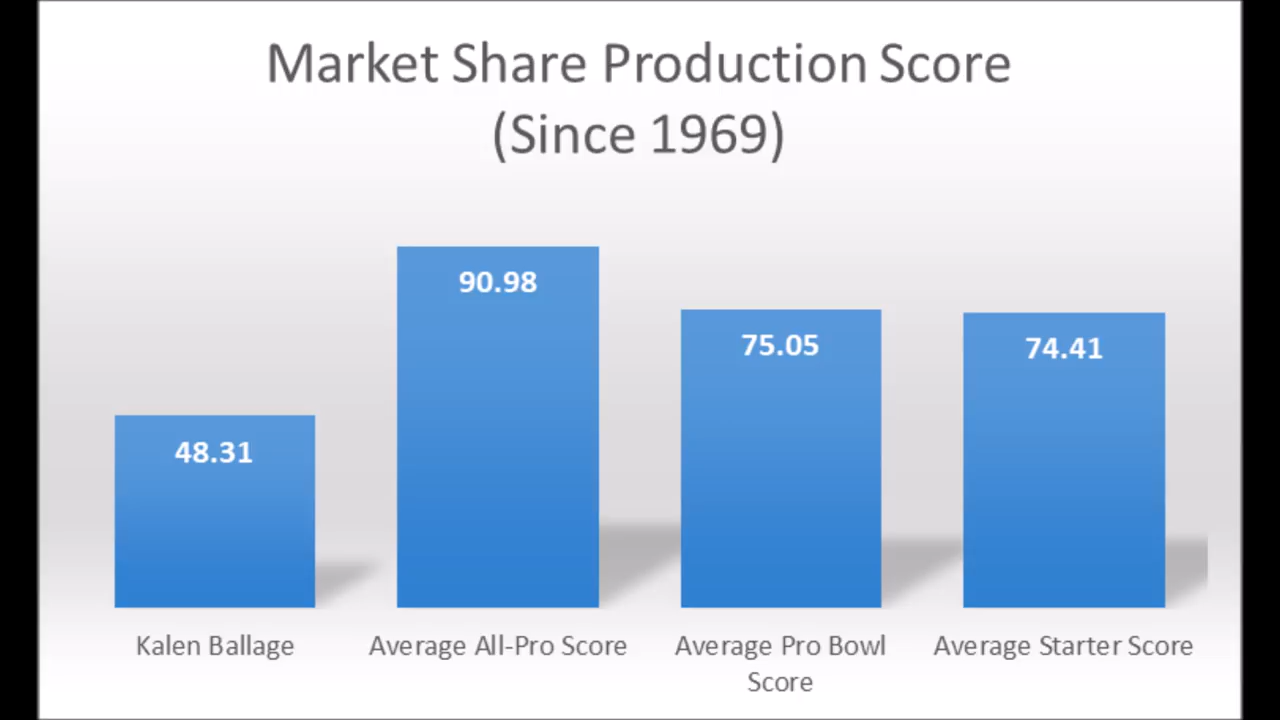 Market Share Production Score
(Since 1969)
48.31
90.98
75.05
74.41
Kalen Ballage
Average All-Pro Score
Average Pro Bowl
Score
Average Starter Score